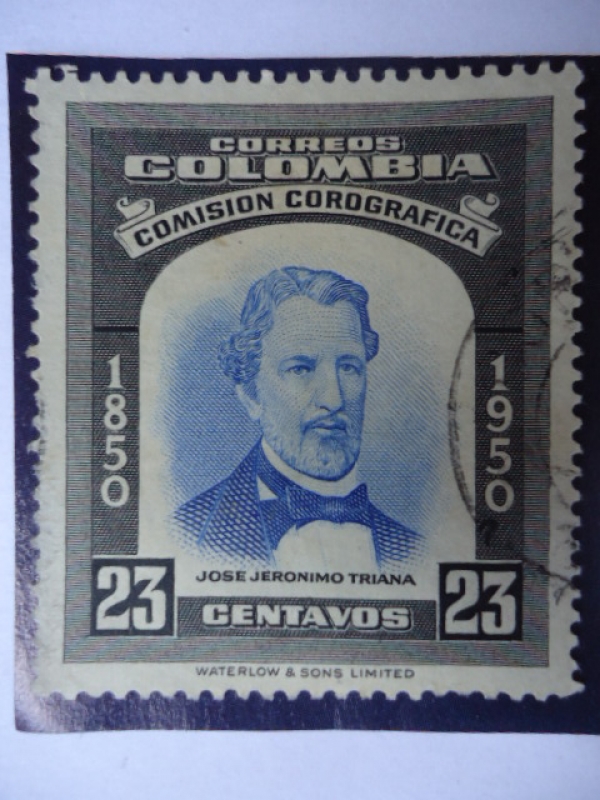 CORREOS
COLOMBIA
COMISION COROGRAFICA
1850
1950
JOSE JERONIMO TRIANA
23 CENTAVOS 23
WATERLOW & SONS LIMITED